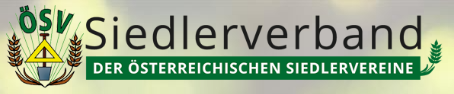 ÖSV
Siedlerverband
DER ÖSTERREICHISCHEN SIEDLERVEREINE